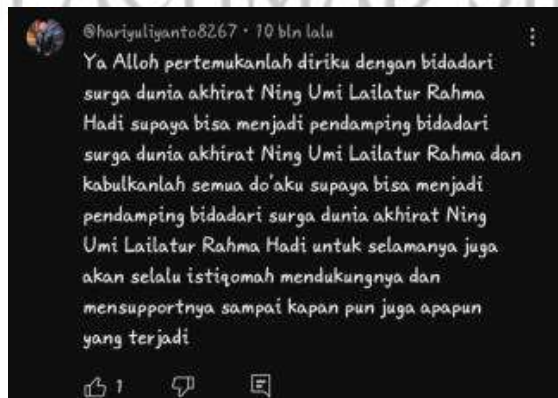 @hariyuliyanto8267 • 10 bln lalu
Ya Alloh pertemukanlah diriku dengan bidadari
surga dunia akhirat Ning Umi Lailatur Rahma
Hadi supaya bisa menjadi pendamping bidadari
surga dunia akhirat Ning Umi Lailatur Rahma dan
kabulkanlah semua do'aku supaya bisa menjadi
pendamping bidadari surga dunia akhirat Ning
Umi Lailatur Rahma Hadi untuk selamanya juga
akan selalu istiqomah mendukungnya dan
mensupportnya sampai kapan pun juga apapun
yang terjadi
1